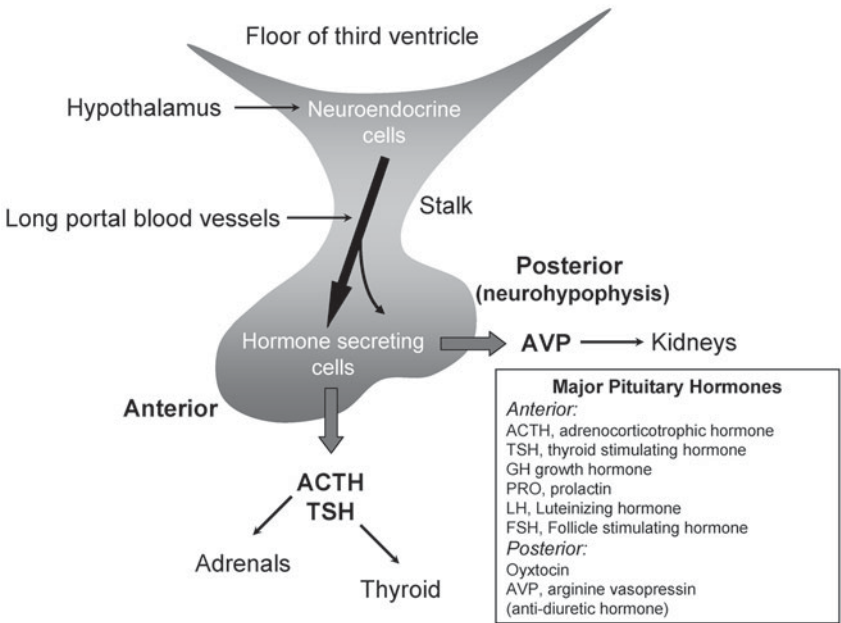 Floor of third ventricle
Hypothalamus
Neuroendocrine
cells
Long portal blood vessels
Stalk
Posterior
(neurohypophysis)
Hormone secreting
cells
AVP
Kidneys
Anterior
ACTH
TSH
Adrenals
Thyroid
Major Pituitary Hormones
Anterior:
ACTH, adrenocorticotrophic hormone
TSH, thyroid stimulating hormone
GH growth hormone
PRO, prolactin
LH, Luteinizing hormone
FSH, Follicle stimulating hormone
Posterior:
Oyxtocin
AVP, arginine vasopressin
(anti-diuretic hormone)